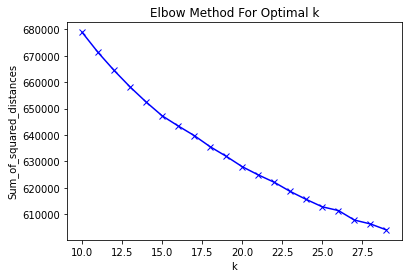 Elbow Method For Optimal k
Sum_of_squared_distances
680000
670000
660000
650000
640000
630000
620000
610000
10.0 12.5 15.0 17.5 20.0 22.5 25.0 27.5
k